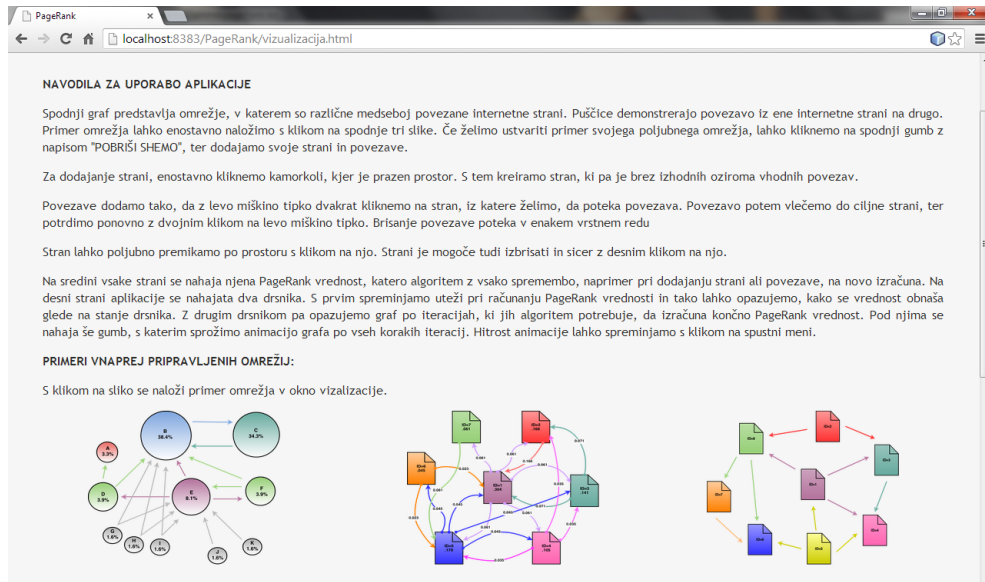 PageRank
localhost:8383/PageRank/vizualizacija.html
NAVODILA ZA UPORABO APLIKACIJE
Spodnji graf predstavlja omrežje, v katerem so različne medseboj povezane internetne strani. Puščice demonstrerajo povezavo iz ene internetne strani na drugo.
Primer omrežja lahko enostavno naložimo s klikom na spodnje tri slike. Če želimo ustvariti primer svojega poljubnega omrežja, lahko kliknemo na spodnji gumb z
napisom "POBRIŠI SHEMO", ter dodajamo svoje strani in povezave.
Za dodajanje strani, enostavno kliknemo kamorkoli, kjer je prazen prostor. S tem kreiramo stran, ki pa je brez izhodnih oziroma vhodnih povezav.
Povezave dodamo tako, da z levo miškino tipko dvakrat kliknemo na stran, iz katere želimo, da poteka povezava. Povezavo potem vlečemo do ciljne strani, ter
potrdimo ponovno z dvojnim klikom na levo miškino tipko. Brisanje povezave poteka v enakem vrstnem redu
Stran lahko poljubno premikamo po prostoru s klikom na njo. Strani je mogoče tudi izbrisati in sicer z desnim klikom na njo.
Na sredini vsake strani se nahaja njena PageRank vrednost, katero algoritem z vsako spremembo, naprimer pri dodajanju strani ali povezave, na novo izračuna. Na
desni strani aplikacije se nahajata dva drsnika. S prvim spreminjamo uteži pri računanju PageRank vrednosti in tako lahko opazujemo, kako se vrednost obnaša
glede na stanje drsnika. Z drugim drsnikom pa opazujemo graf po iteracijah, ki jih algoritem potrebuje, da izračuna končno PageRank vrednost. Pod njima se
nahaja še gumb, s katerim sprožimo animacijo grafa po vseh korakih iteracij. Hitrost animacije lahko spreminjamo s klikom na spustni meni.
PRIMERI VNAPREJ PRIPRAVLJENIH OMREŽIJ:
S klikom na sliko se naloži primer omrežja v okno vizalizacije.
A
3.3%
B
38.4%
C
34.3%
D
3.9%
E
8.1%
F
3.9%
G
1.6%
H
1.6%
I
1.6%
J
1.6%
K
1.6%